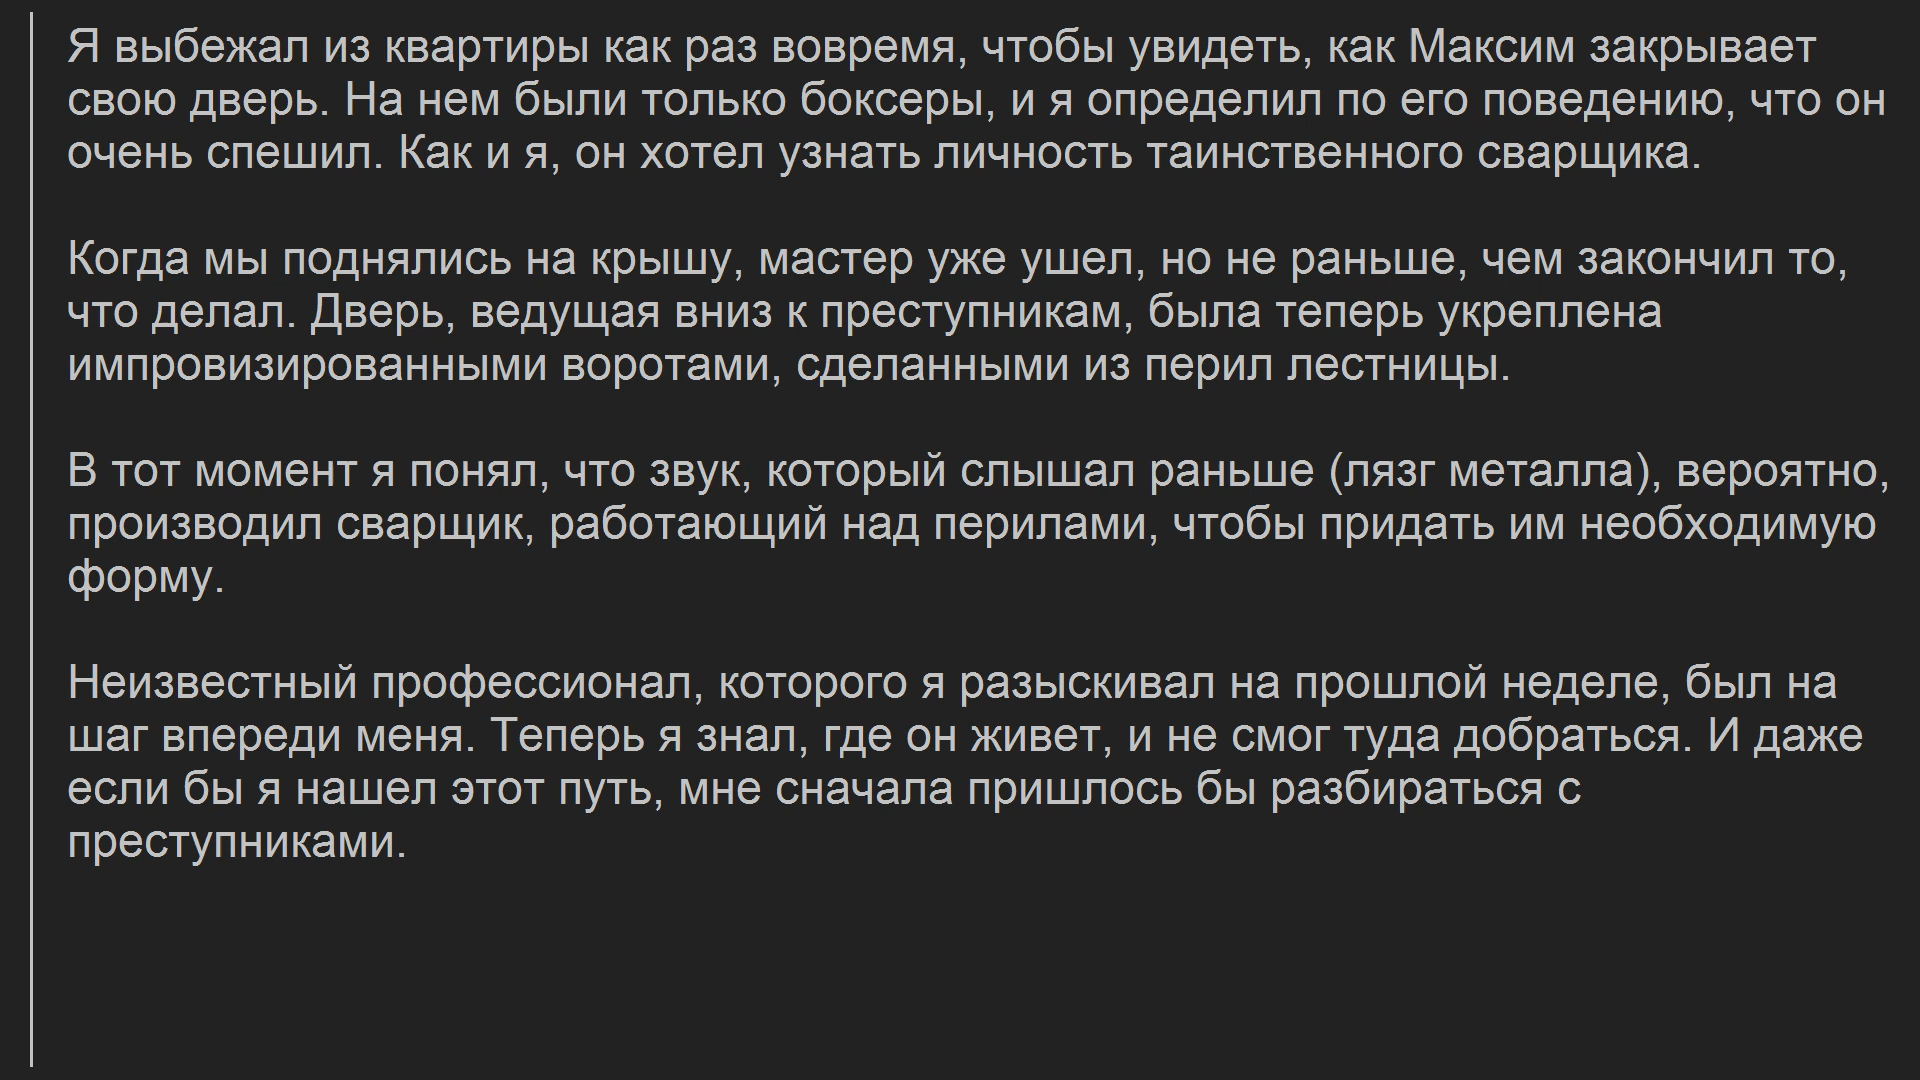 Я выбежал из квартиры как раз вовремя, чтобы увидеть, как Максим закрывает
свою дверь. На нем были только боксеры, и я определил по его поведению, что он
очень спешил. Как и я, он хотел узнать личность таинственного сварщика.
Когда мы поднялись на крышу, мастер уже ушел, но не раньше, чем закончил то,
что делал. Дверь, ведущая вниз к преступникам, была теперь укреплена
импровизированными воротами, сделанными из перил лестницы.
В тот момент я понял, что звук, который слышал раньше (лязг металла), вероятно,
производил сварщик, работающий над перилами, чтобы придать им необходимую
форму.
Неизвестный профессионал, которого я разыскивал на прошлой неделе, был на
шаг впереди меня. Теперь я знал, где он живет, и не смог туда добраться. И даже
если бы я нашел этот путь, мне сначала пришлось бы разбираться с
преступниками.